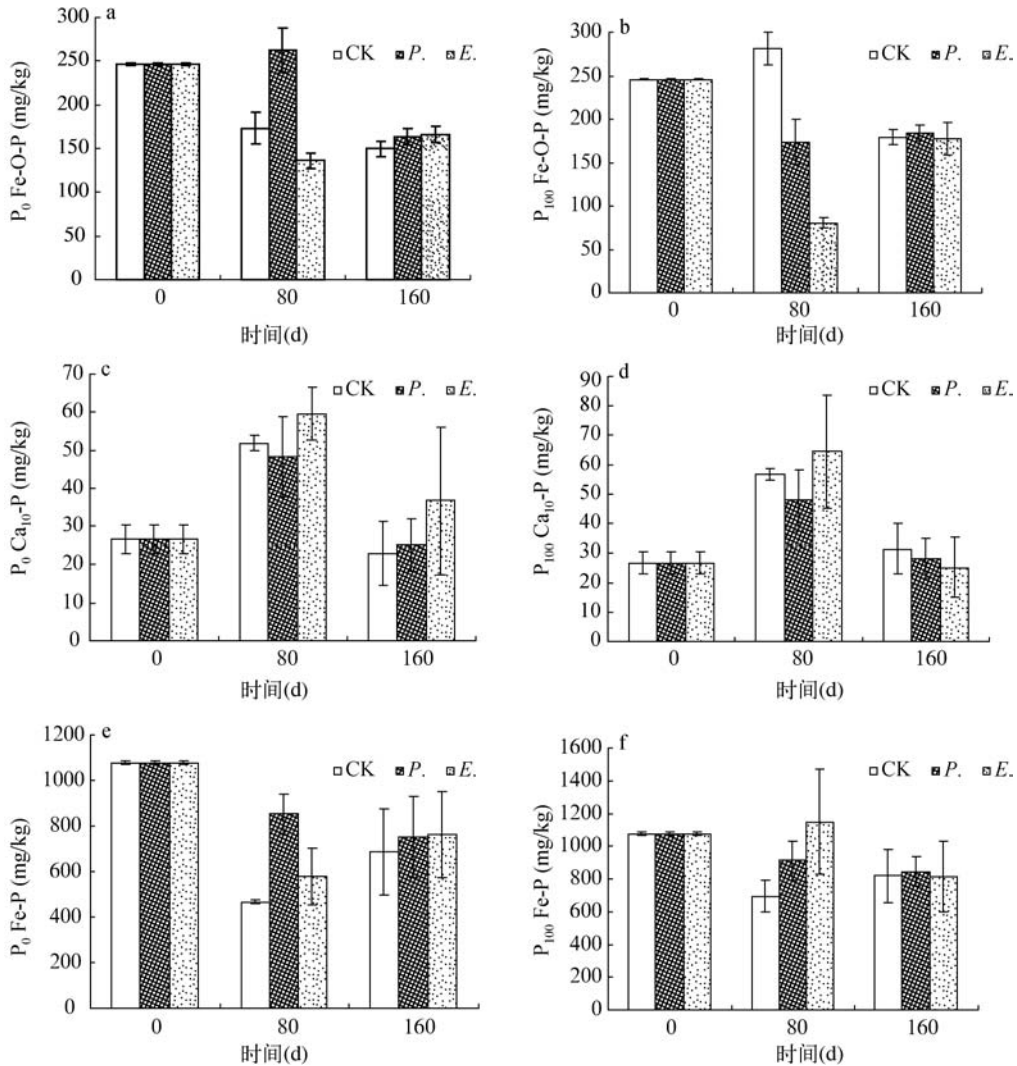 a
CK P. E.
P₀ Fe-O-P (mg/kg)
300
250
200
150
100
50
0
0 80 160
时间(d)
b
CK P. E.
P₁₀₀ Fe-O-P (mg/kg)
300
250
200
150
100
50
0
0 80 160
时间(d)
c
CK P. E.
P₀ Ca₁₀-P (mg/kg)
70
60
50
40
30
20
10
0
0 80 160
时间(d)
d
CK P. E.
P₁₀₀ Ca₁₀-P (mg/kg)
90
80
70
60
50
40
30
20
10
0
0 80 160
时间(d)
e
CK P. E.
P₀ Fe-P (mg/kg)
1200
1000
800
600
400
200
0
0 80 160
时间(d)
f
CK P. E.
P₁₀₀ Fe-P (mg/kg)
1600
1400
1200
1000
800
600
400
200
0
0 80 160
时间(d)